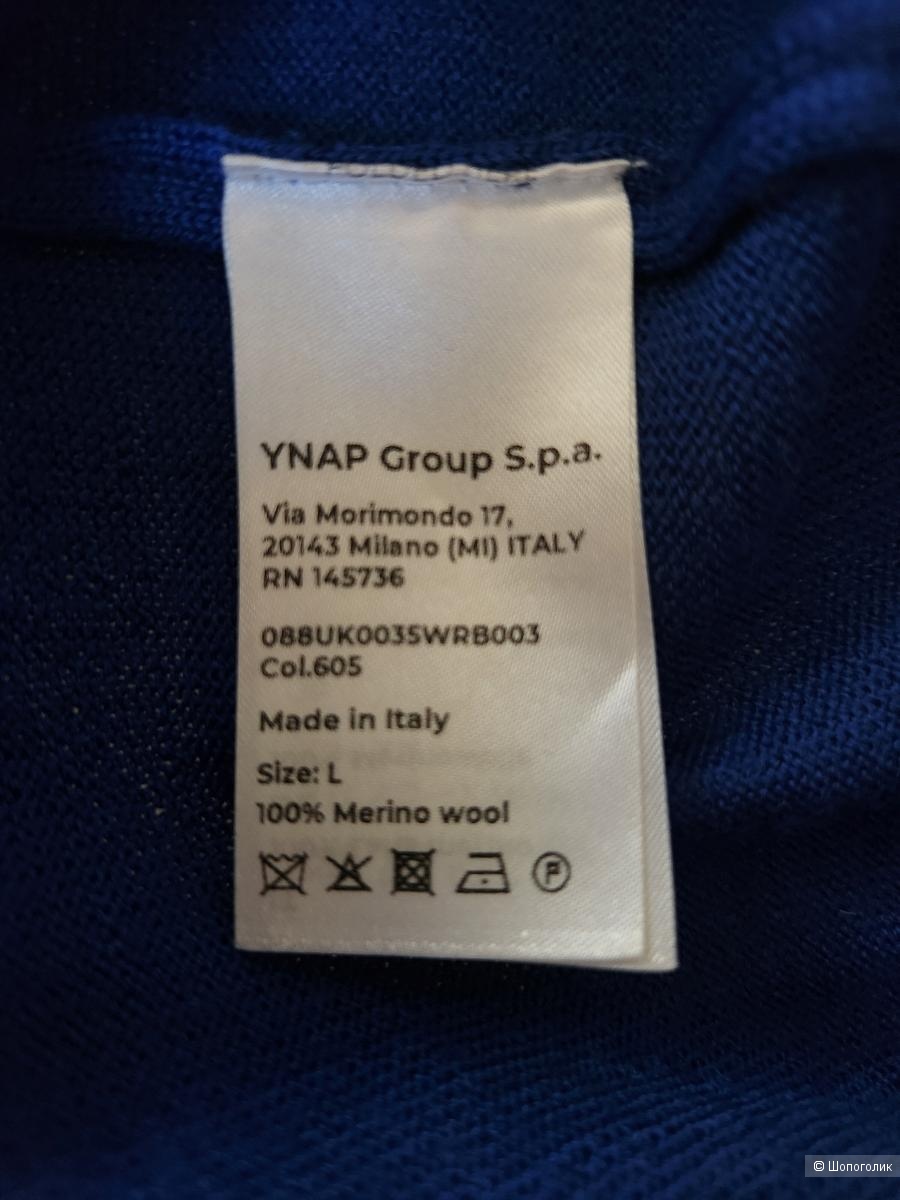 YNAP Group S.p.a.
Via Morimondo 17,
20143 Milano (MI) ITALY
RN 145736
088UK0035WRB003
Col.605
Made in Italy
Size: L
100% Merino wool
P
© Шопоголик